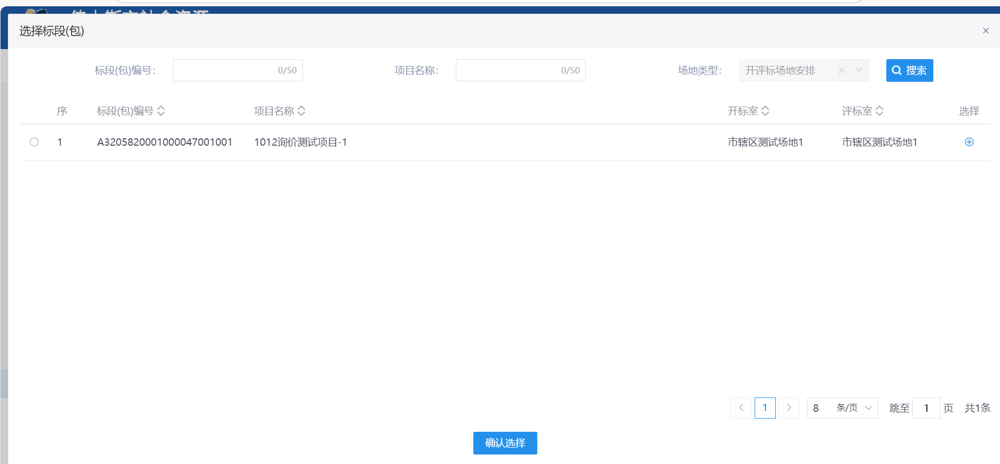 选择标段(包)
标段(包)编号： 0/50 项目名称： 0/50 场地类型： 开评标场地安排 搜索
序 标段(包)编号 项目名称 开标室 评标室 选择
1 A3205820001000047001001 1012询价测试项目-1 市辖区测试场地1 市辖区测试场地1
1 8 条/页 跳至 1 页 共1条
确认选择